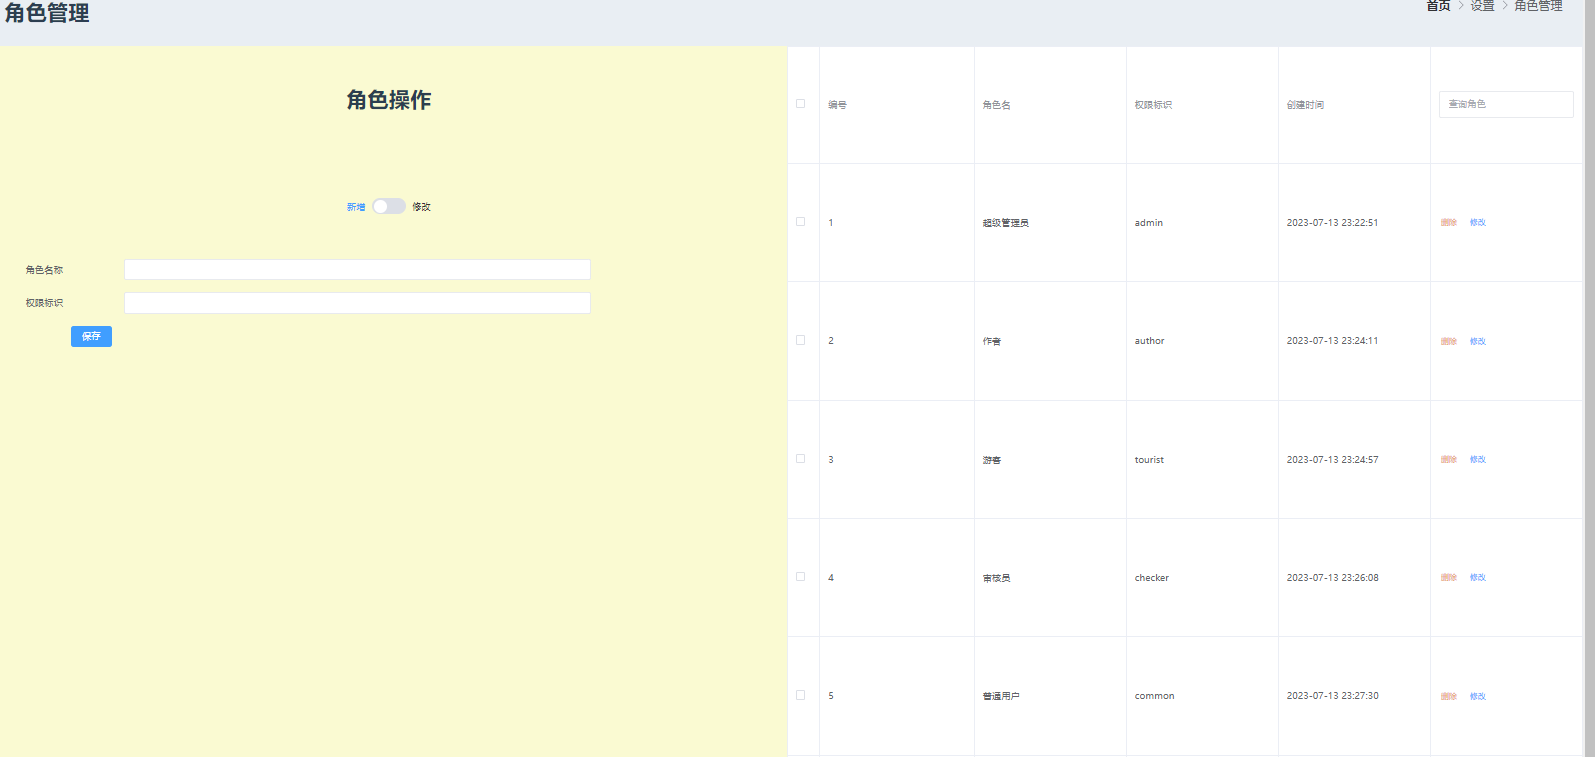 角色管理
首页 > 设置 > 角色管理
角色操作
新增 修改
角色名称
权限标识
保存
编号 角色名 权限标识 创建时间 查询角色
1 超级管理员 admin 2023-07-13 23:22:51 删除 修改
2 作者 author 2023-07-13 23:24:11 删除 修改
3 游客 tourist 2023-07-13 23:24:57 删除 修改
4 审核员 checker 2023-07-13 23:26:08 删除 修改
5 普通用户 common 2023-07-13 23:27:30 删除 修改